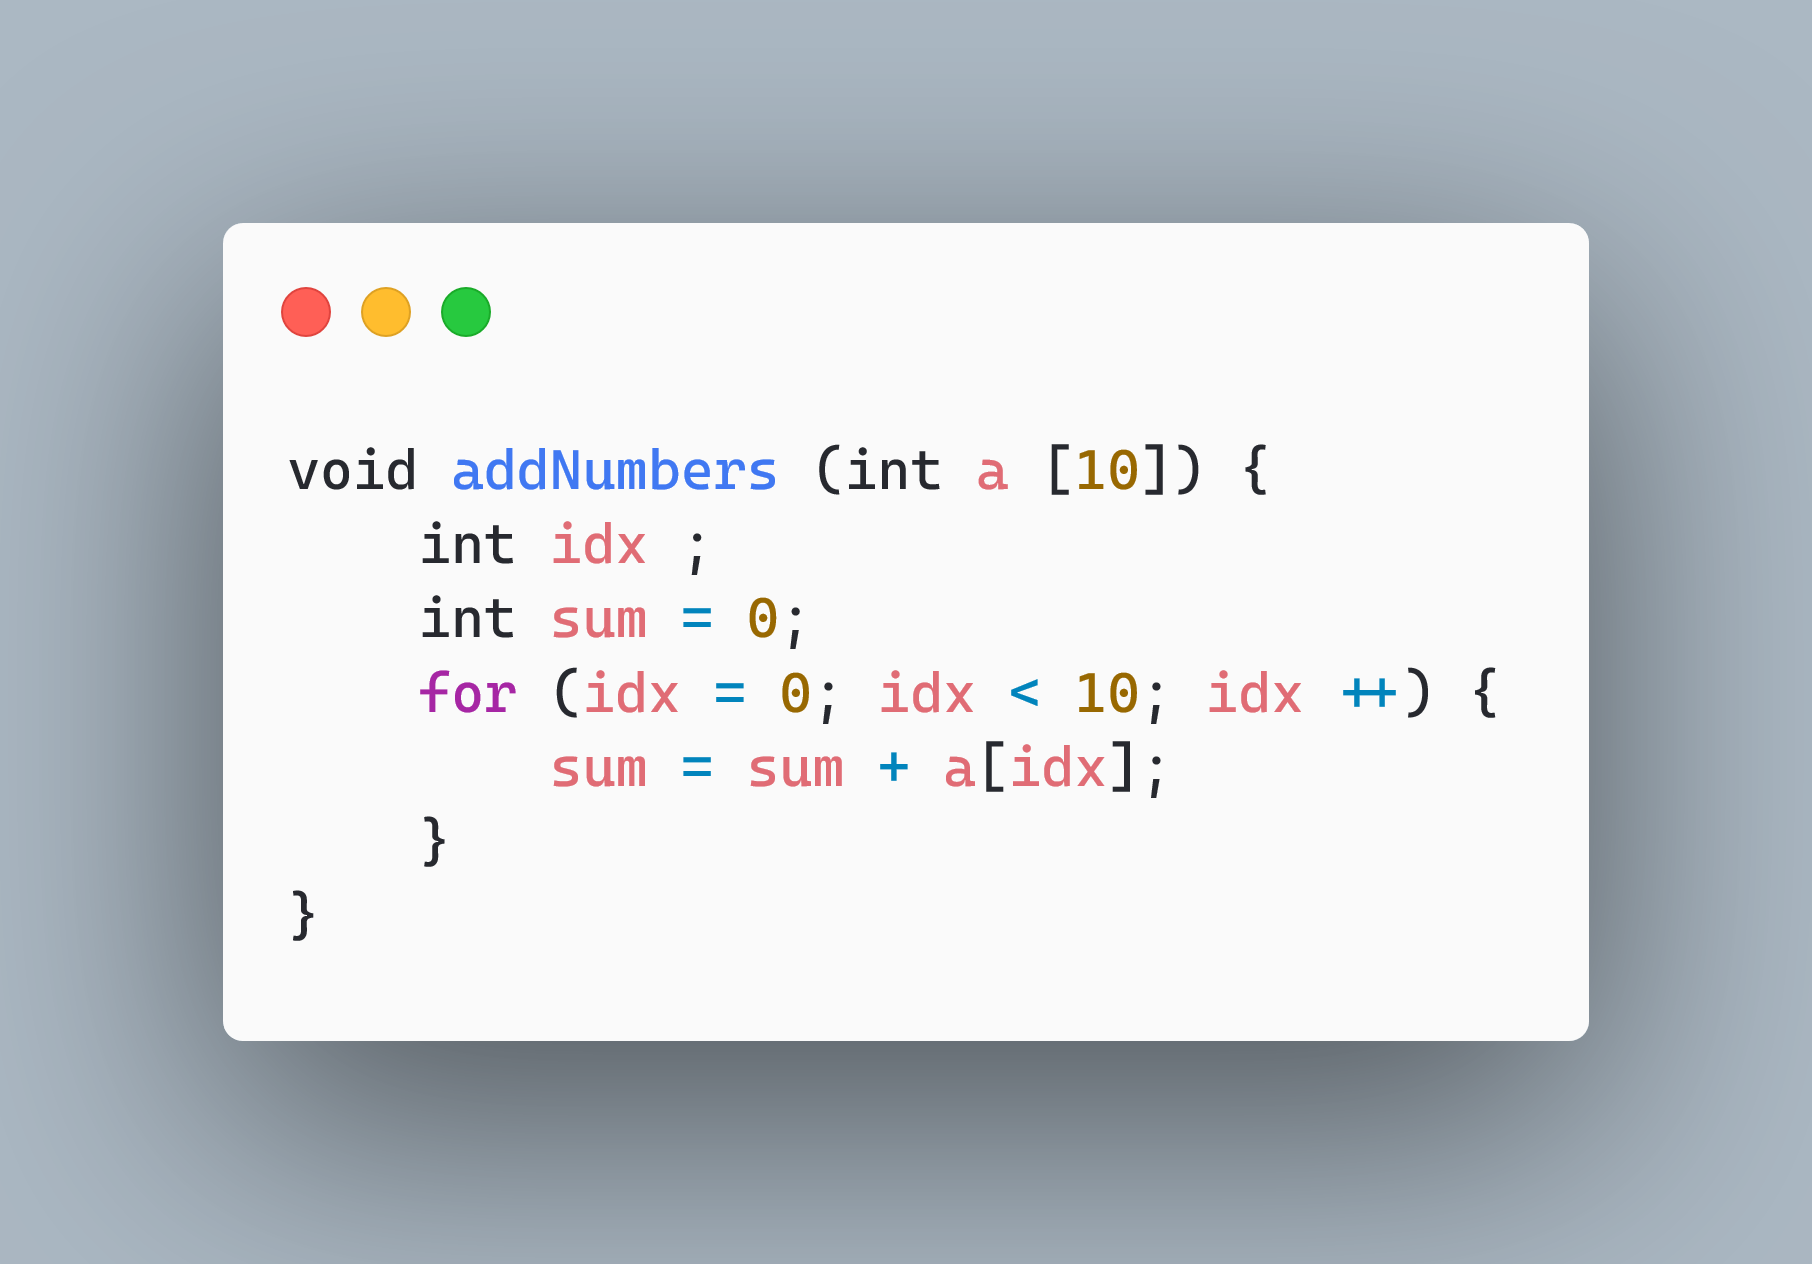 void addNumbers (int a [10]) {
    int idx ;
    int sum = 0;
    for (idx = 0; idx < 10; idx ++) {
        sum = sum + a[idx];
    }
}